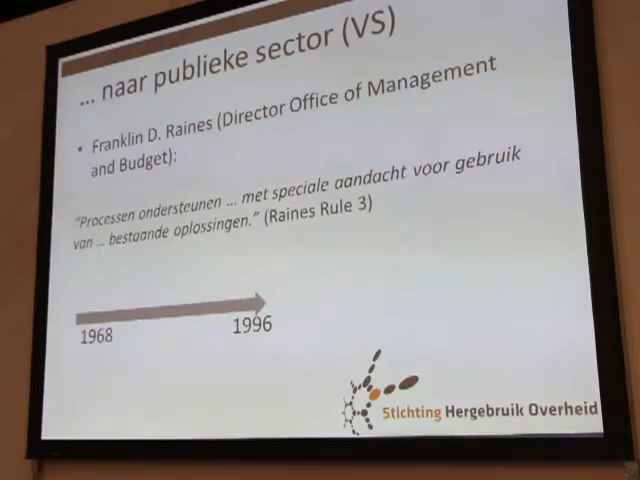 ... naar publieke sector (VS)
• Franklin D. Raines (Director Office of Management
and Budget):
"Processen ondersteunen ... met speciale aandacht voor gebruik
van ... bestaande oplossingen." (Raines Rule 3)
1968
1996
Stichting Hergebruik Overheid